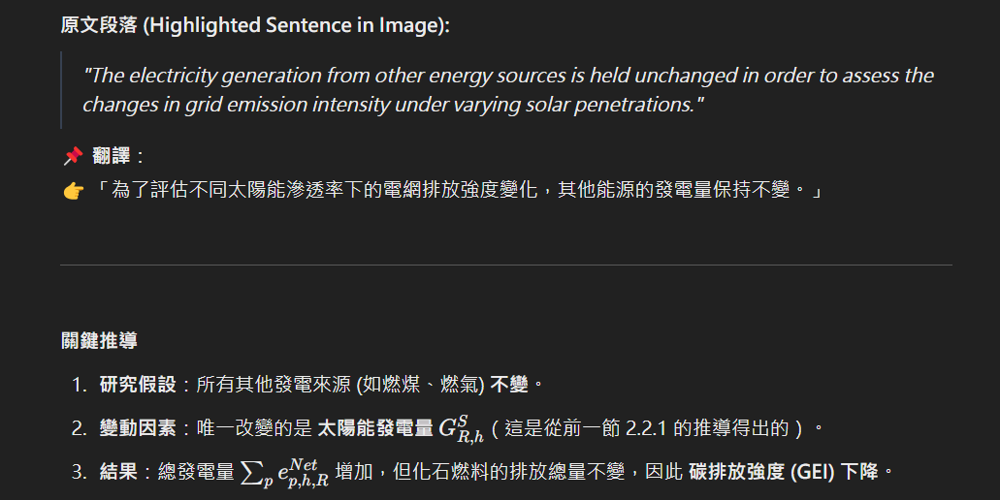 原文段落 (Highlighted Sentence in Image):
"The electricity generation from other energy sources is held unchanged in order to assess the
changes in grid emission intensity under varying solar penetrations."
📌 翻譯：
👉 「為了評估不同太陽能滲透率下的電網排放強度變化，其他能源的發電量保持不變。」
關鍵推導
1. 研究假設：所有其他發電來源 (如燃煤、燃氣) 不變。
2. 變動因素：唯一改變的是 太陽能發電量 $G_{R,h}^{S}$（這是從前一節 2.2.1 的推導得出的）。
3. 結果：總發電量 $\sum_{p} e_{p,h,R}^{Net}$ 增加，但化石燃料的排放總量不變，因此 碳排放強度 (GEI) 下降。